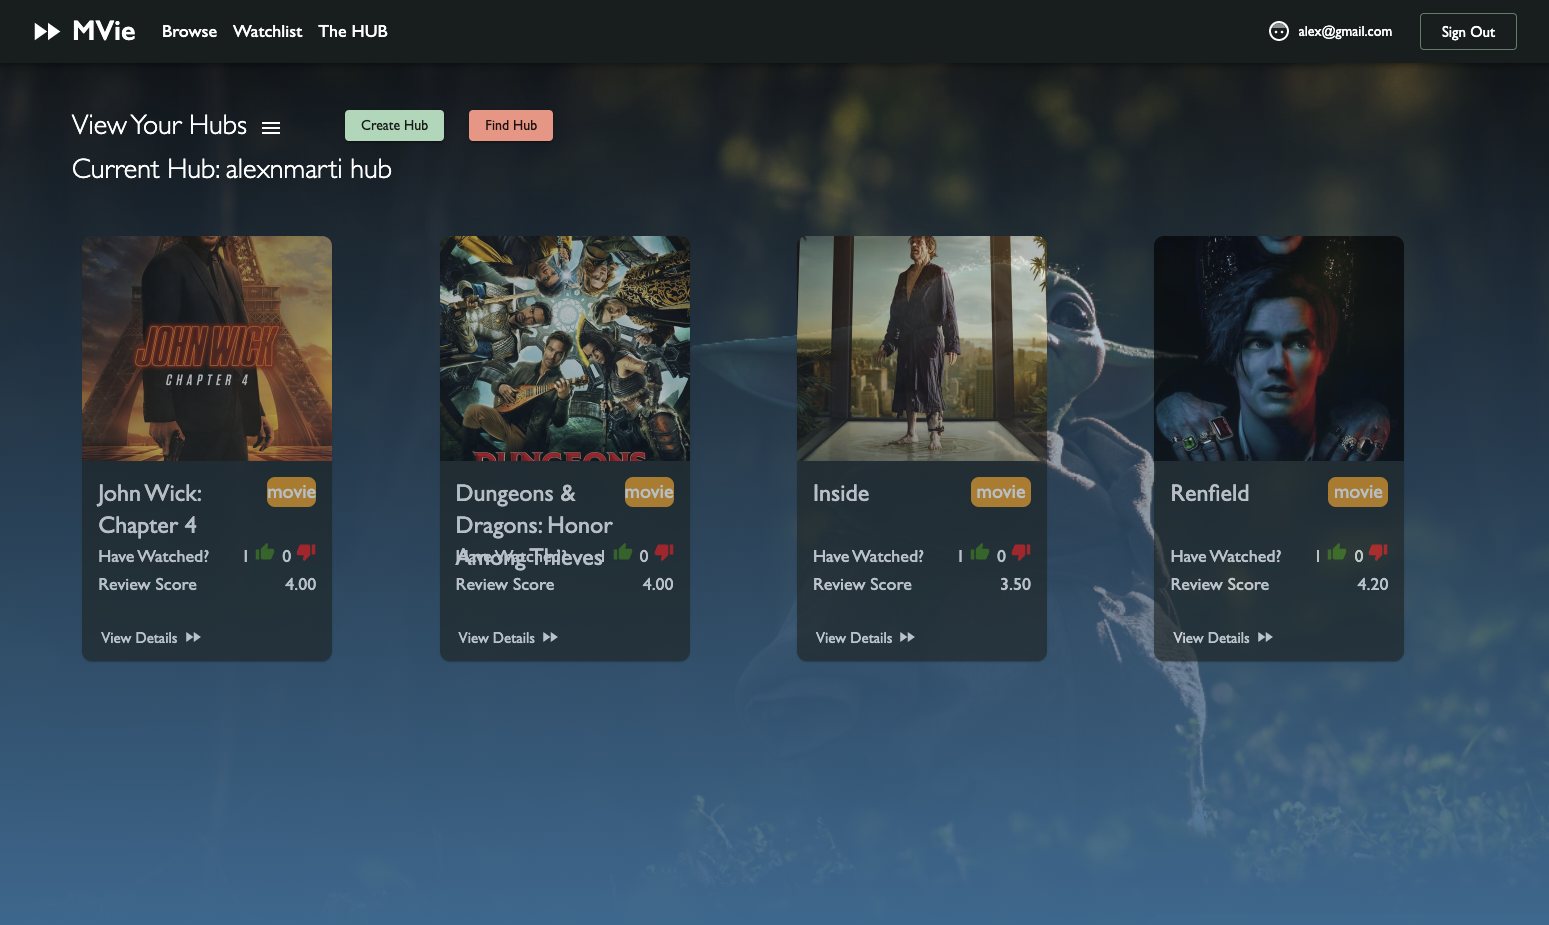 MVie Browse Watchlist The HUB alex@gmail.com Sign Out
View Your Hubs Create Hub Find Hub
Current Hub: alexnmarti hub
JOHN WICK
CHAPTER 4
John Wick: movie
Chapter 4
Have Watched? 1 0
Review Score 4.00
View Details
DUNGEONS
Dungeons & movie
Dragons: Honor
Among Thieves
Have Watched? 1 0
Review Score 4.00
View Details
Inside movie
Have Watched? 1 0
Review Score 3.50
View Details
Renfield movie
Have Watched? 1 0
Review Score 4.20
View Details